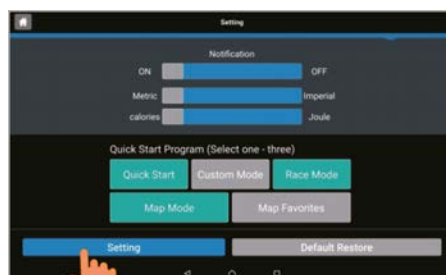 Setting
Notification
ON OFF
Metric Imperial
calories Joule
Quick Start Program (Select one - three)
Quick Start Custom Mode Race Mode
Map Mode Map Favorites
Setting Default Restore